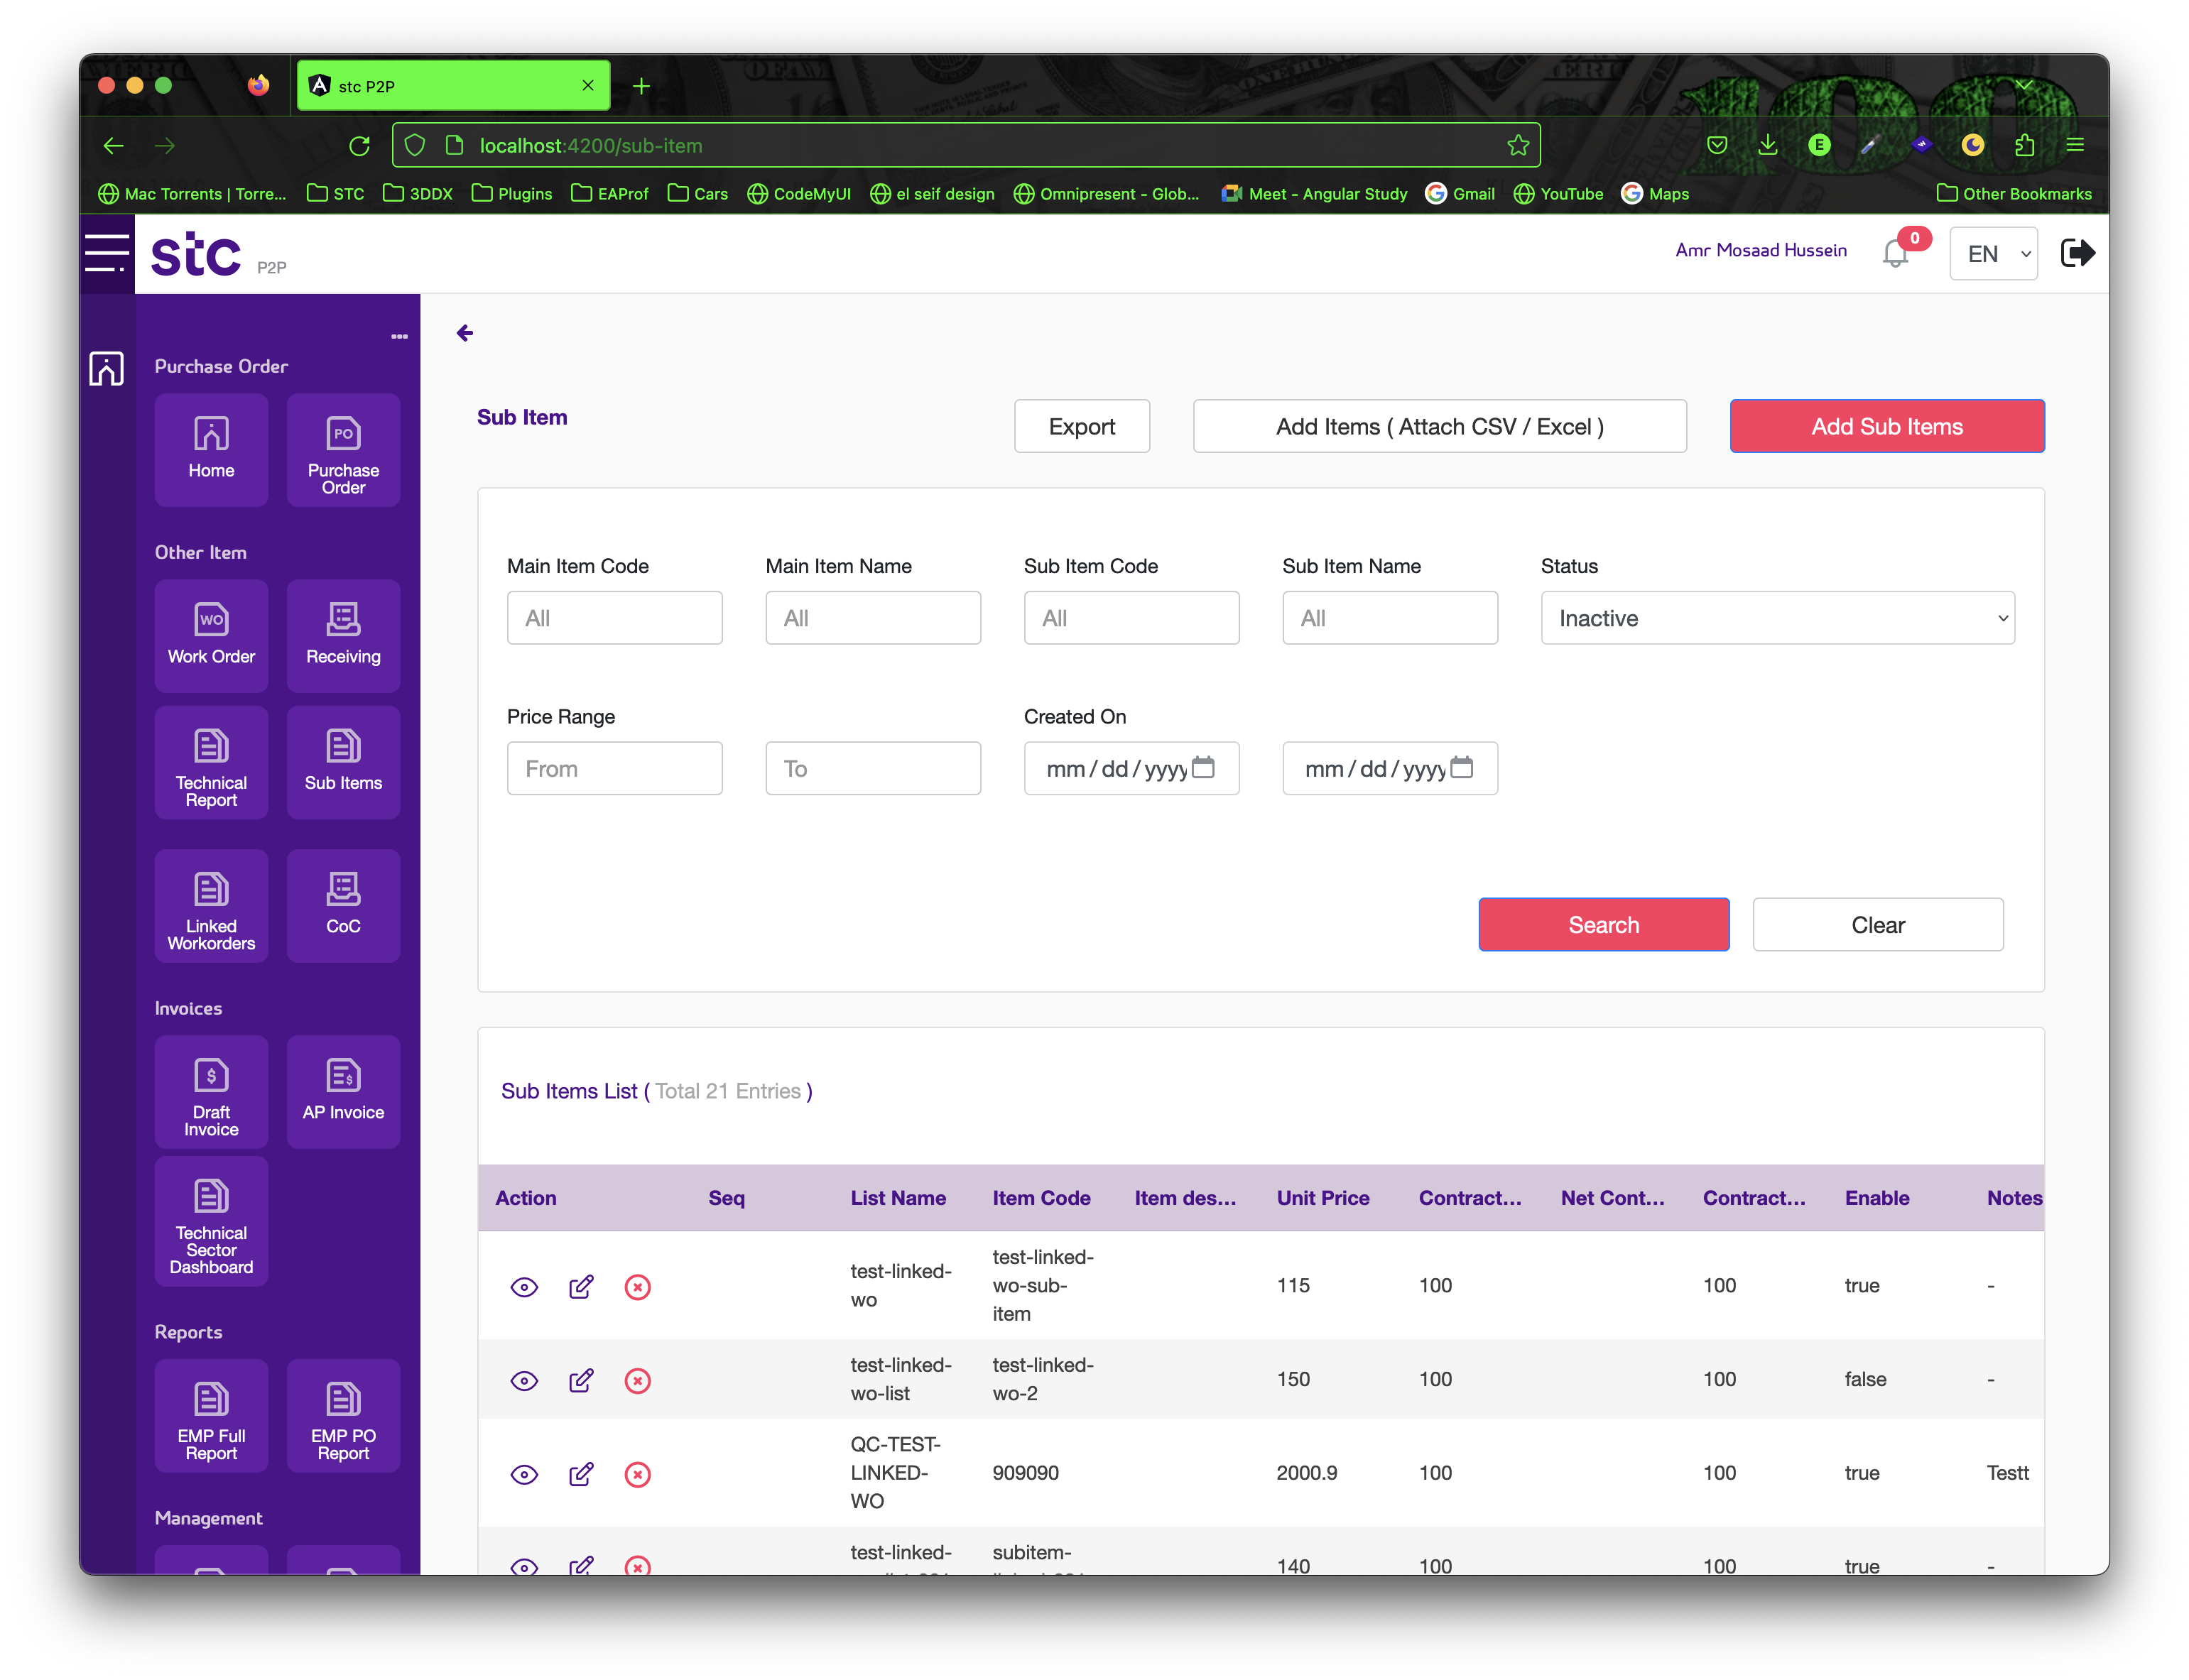 stc P2P
localhost:4200/sub-item
E
Mac Torrents | Torre...
STC
3DDX
Plugins
EAProf
Cars
CodeMyUI
el seif design
Omnipresent - Glob...
Meet - Angular Study
Gmail
YouTube
Maps
Other Bookmarks
100
stc P2P
Amr Mosaad Hussein
0
EN
Purchase Order
Home
PO
Purchase
Order
Other Item
WO
Work Order
Receiving
Technical
Report
Sub Items
Linked
Workorders
CoC
Invoices
Draft
Invoice
AP Invoice
Technical
Sector
Dashboard
Reports
EMP Full
Report
EMP PO
Report
Management
Sub Item
Export
Add Items ( Attach CSV / Excel )
Add Sub Items
Main Item Code
Main Item Name
Sub Item Code
Sub Item Name
Status
All
All
All
All
Inactive
Price Range
Created On
From
To
mm / dd / yyyy
mm / dd / yyyy
Search
Clear
Sub Items List ( Total 21 Entries )
Action Seq List Name Item Code Item des... Unit Price Contract... Net Cont... Contract... Enable Notes
test-linked-
wo
test-linked-
wo-sub-
item
115 100 100 true -
test-linked-
wo-list
test-linked-
wo-2
150 100 100 false -
QC-TEST-
LINKED-
WO
909090 2000.9 100 100 true Testt
test-linked-
subitem-
140 100 100 true -